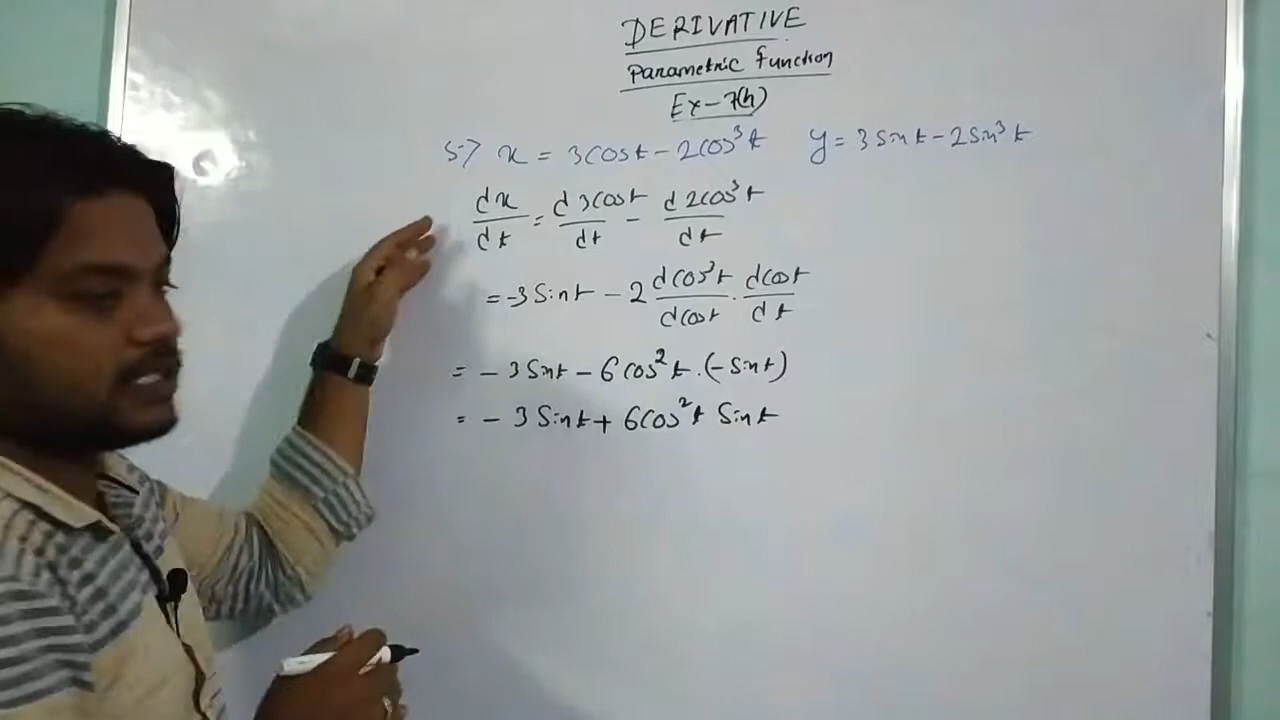 DERIVATIVE
Parametric function
Ex-7(h)
5.> x = 3cost - 2cos³t y = 3sint - 2sin³t
dx/dt = d3cost/dt - d2cos³t/dt
= -3sint - 2 dcos³t/dcost . dcost/dt
= - 3sint - 6cos²t.(-sint)
= - 3sint + 6cos²t sint